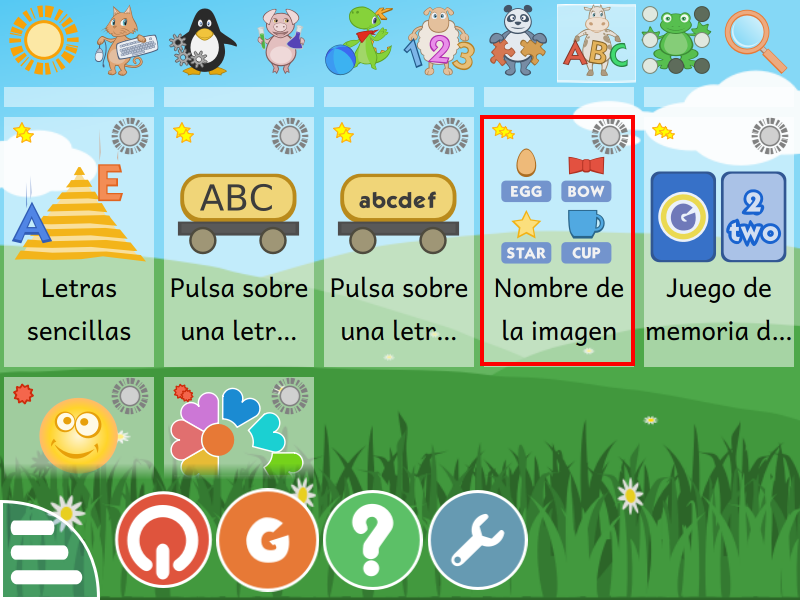 123
ABC
A E
ABC
abcdef
EGG BOW
STAR CUP
G
2
two
Letras
sencillas
Pulsa sobre
una letr...
Pulsa sobre
una letr...
Nombre de
la imagen
Juego de
memoria d...
G
?